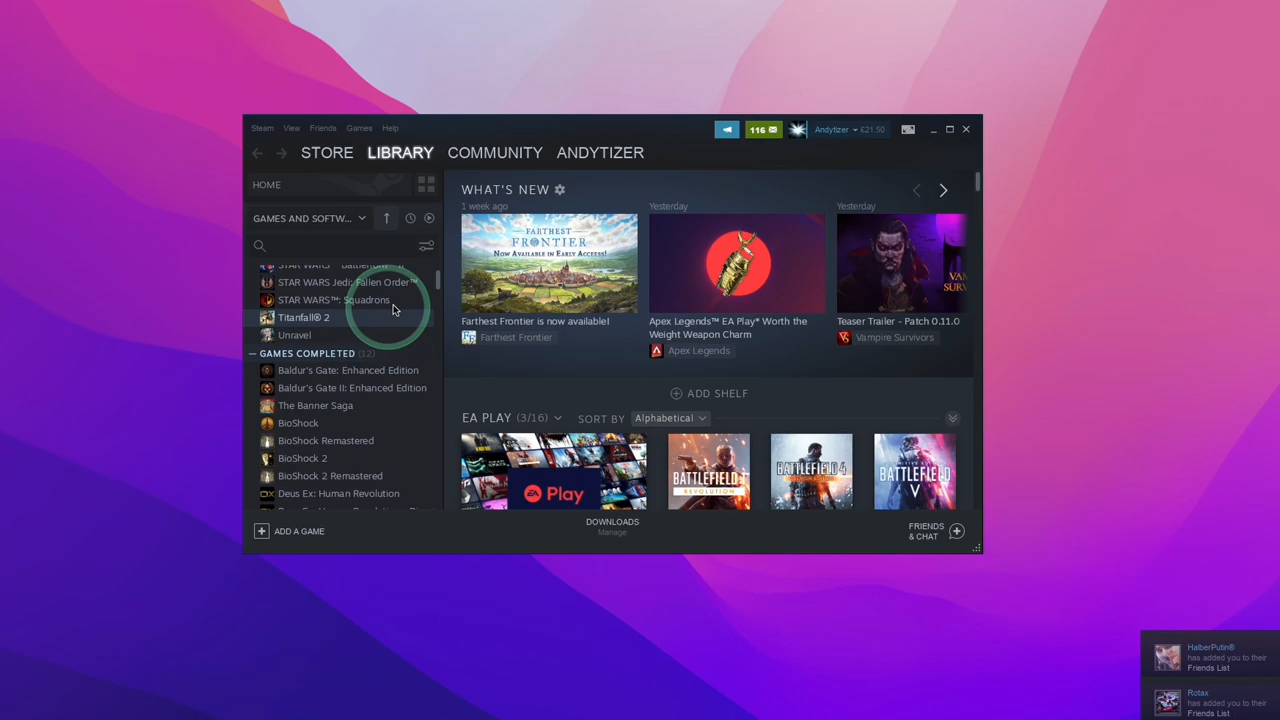 Steam View Friends Games Help
116
Andytizer £21.50
STORE LIBRARY COMMUNITY ANDYTIZER
HOME
GAMES AND SOFTW...
STAR WARS Jedi: Fallen Order™
STAR WARS™: Squadrons
Titanfall® 2
Unravel
GAMES COMPLETED (12)
Baldur's Gate: Enhanced Edition
Baldur's Gate II: Enhanced Edition
The Banner Saga
BioShock
BioShock Remastered
BioShock 2
BioShock 2 Remastered
Deus Ex: Human Revolution
WHAT'S NEW
1 week ago
FARTHEST
FRONTIER
NOW AVAILABLE IN EARLY ACCESS!
Farthest Frontier is now available!
Farthest Frontier
Yesterday
Apex Legends™ EA Play* Worth the
Weight Weapon Charm
Apex Legends
Yesterday
VAN
SURV
Teaser Trailer - Patch 0.11.0
Vampire Survivors
ADD SHELF
EA PLAY (3/16) SORT BY Alphabetical
EA Play
BATTLEFIELD 1
REVOLUTION
BATTLEFIELD 4
BATTLEFIELD
V
ADD A GAME
DOWNLOADS
Manage
FRIENDS
& CHAT
HalberPutin®
has added you to their
Friends List
Rotax
has added you to their
Friends List